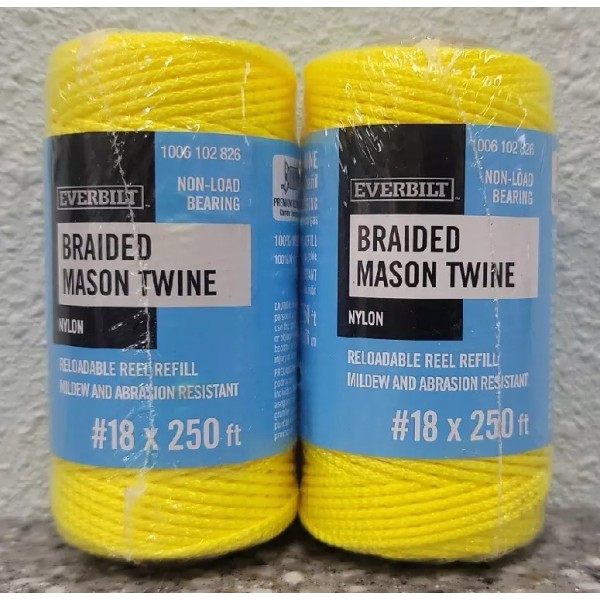 1006 102 826
NON-LOAD
BEARING
EVERBILT™
BRAIDED
MASON TWINE
NYLON
RELOADABLE REEL REFILL
MILDEW AND ABRASION RESISTANT
#18 x 250 ft
1006 102 826
NON-LOAD
BEARING
EVERBILT™
BRAIDED
MASON TWINE
NYLON
RELOADABLE REEL REFILL
MILDEW AND ABRASION RESISTANT
#18 x 250 ft